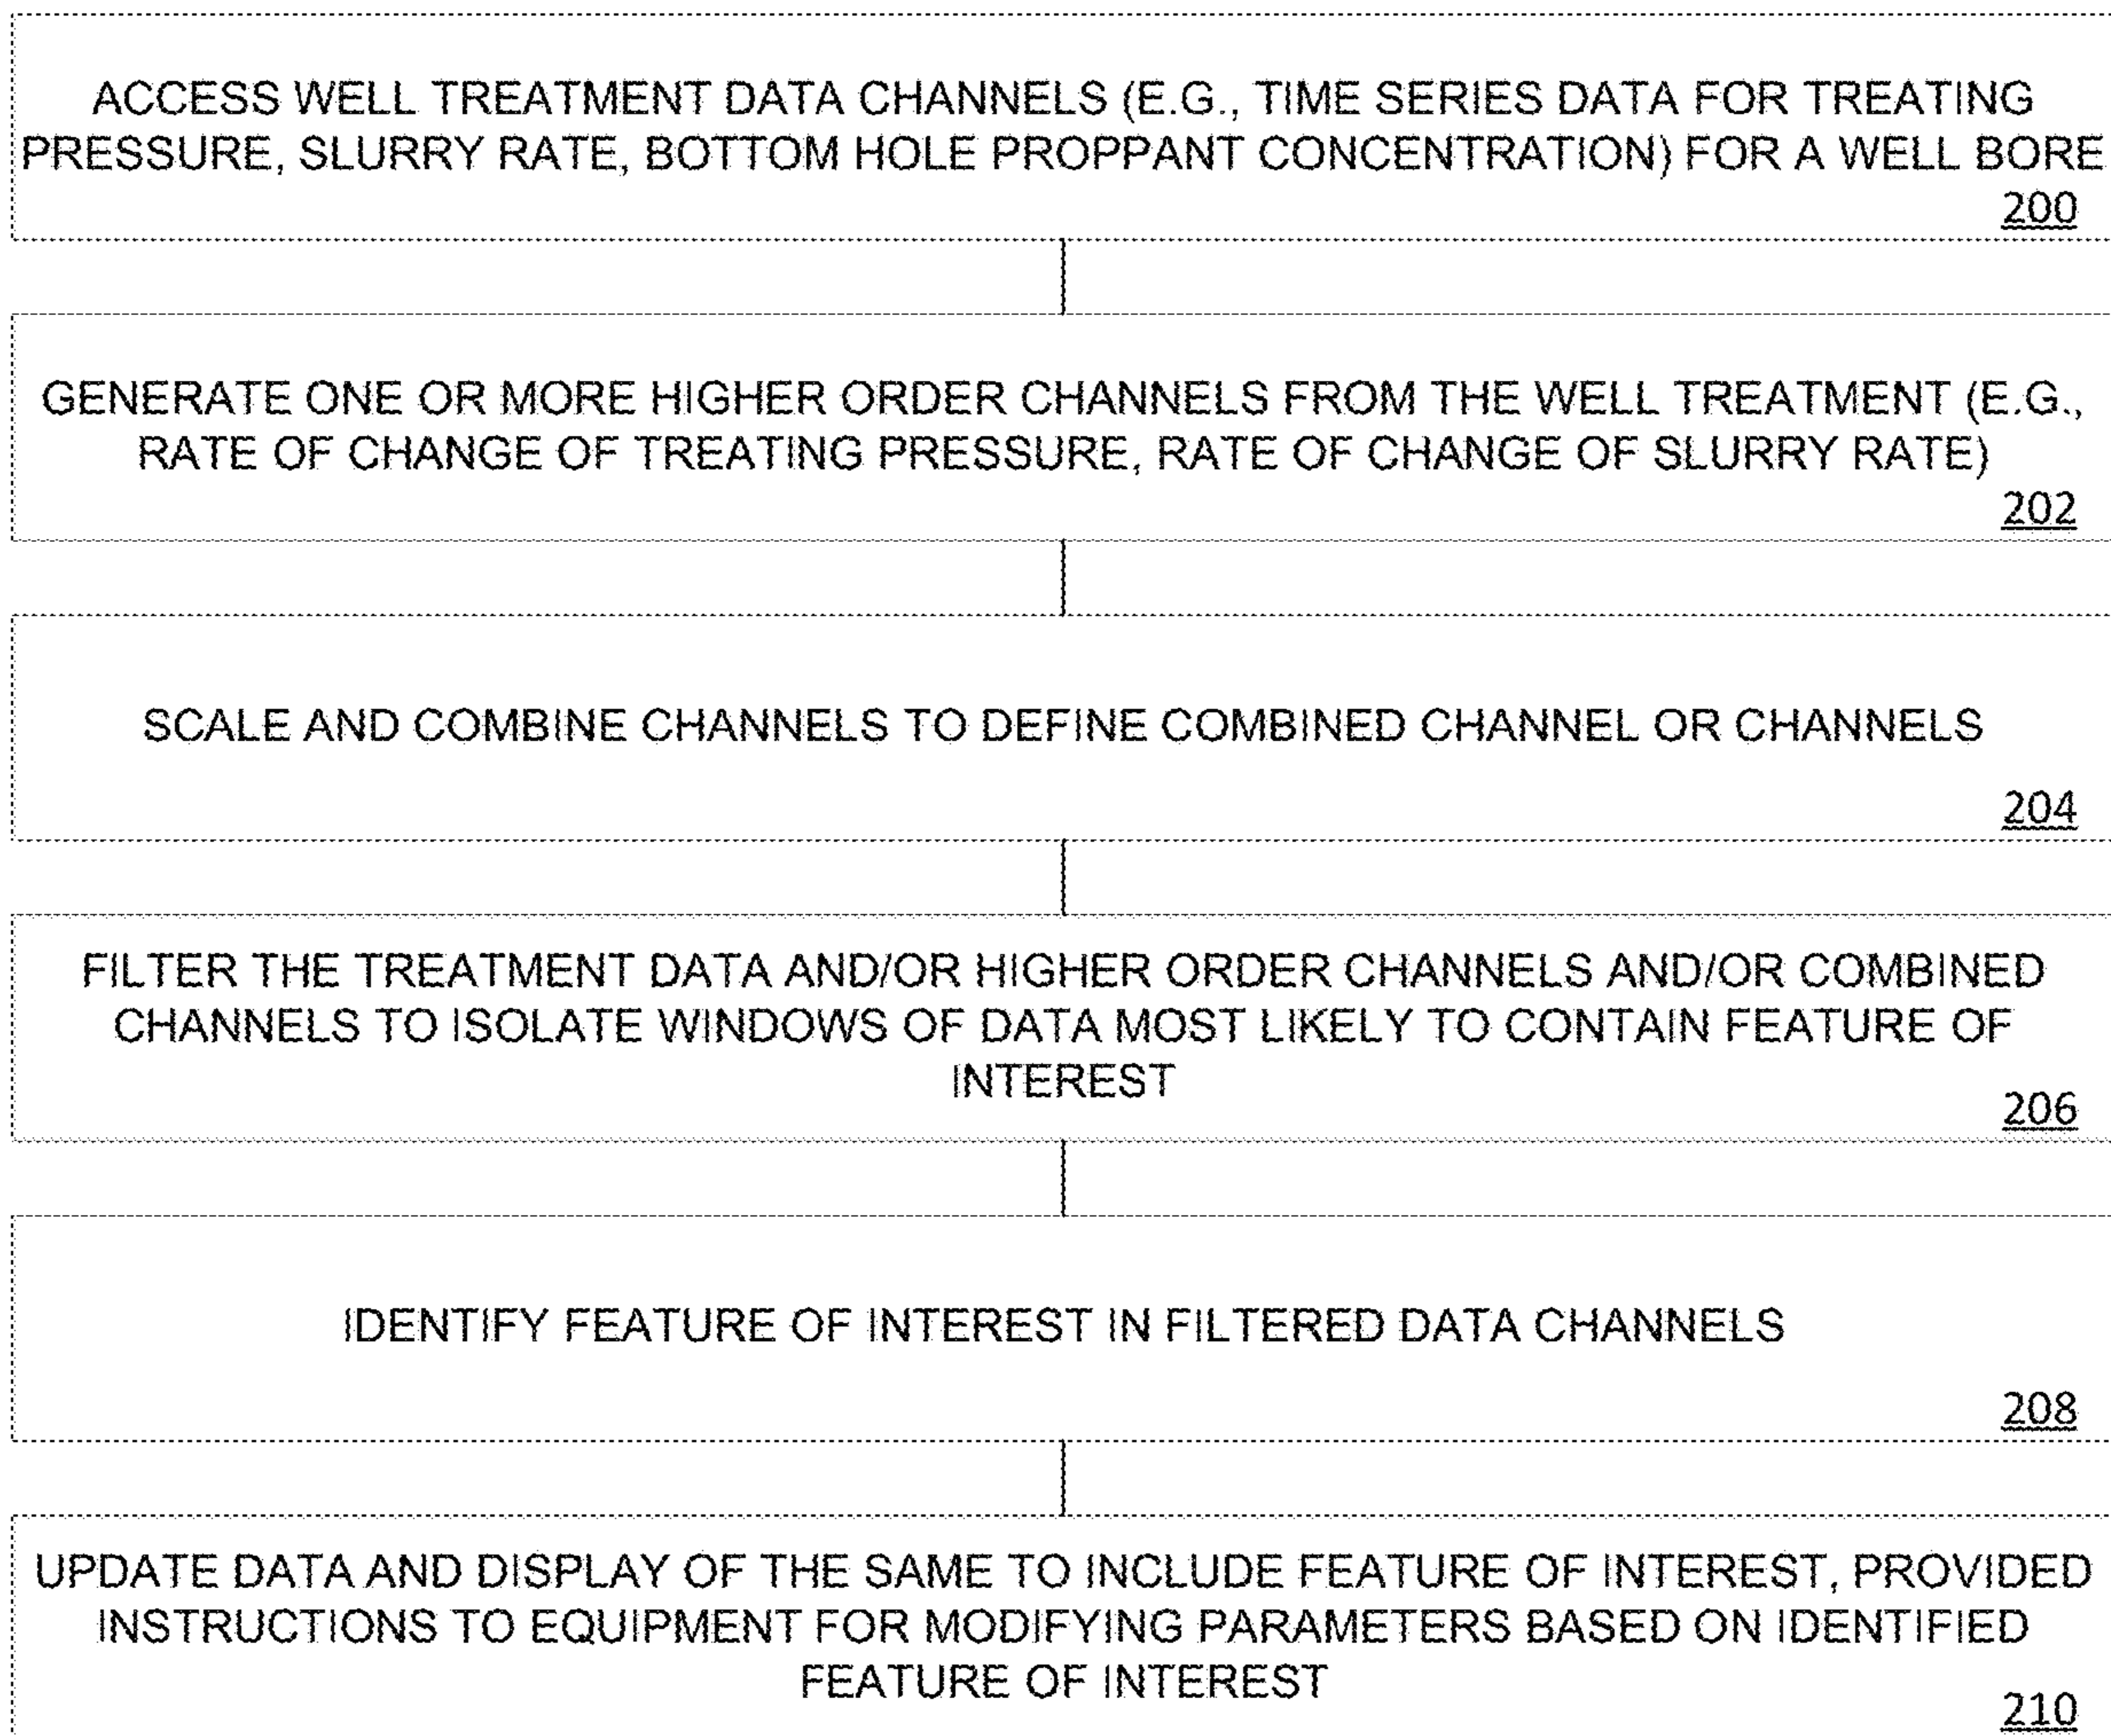 ACCESS WELL TREATMENT DATA CHANNELS (E.G., TIME SERIES DATA FOR TREATING
PRESSURE, SLURRY RATE, BOTTOM HOLE PROPPANT CONCENTRATION) FOR A WELL BORE
200
GENERATE ONE OR MORE HIGHER ORDER CHANNELS FROM THE WELL TREATMENT (E.G.,
RATE OF CHANGE OF TREATING PRESSURE, RATE OF CHANGE OF SLURRY RATE)
202
SCALE AND COMBINE CHANNELS TO DEFINE COMBINED CHANNEL OR CHANNELS
204
FILTER THE TREATMENT DATA AND/OR HIGHER ORDER CHANNELS AND/OR COMBINED
CHANNELS TO ISOLATE WINDOWS OF DATA MOST LIKELY TO CONTAIN FEATURE OF
INTEREST
206
IDENTIFY FEATURE OF INTEREST IN FILTERED DATA CHANNELS
208
UPDATE DATA AND DISPLAY OF THE SAME TO INCLUDE FEATURE OF INTEREST, PROVIDED
INSTRUCTIONS TO EQUIPMENT FOR MODIFYING PARAMETERS BASED ON IDENTIFIED
FEATURE OF INTEREST
210